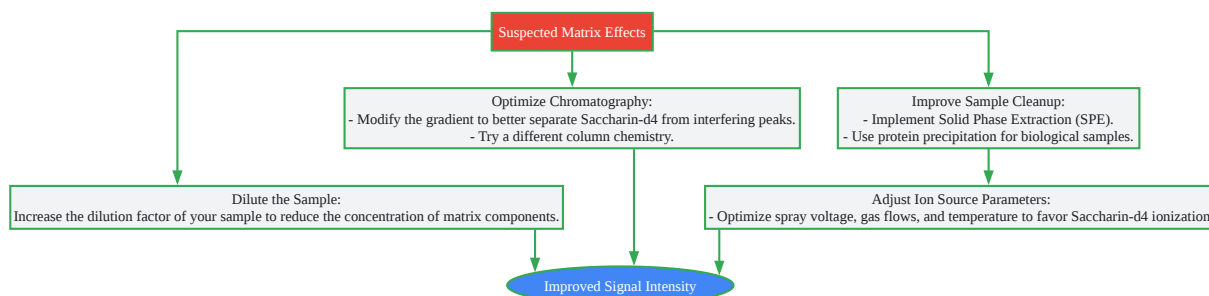 Suspected Matrix Effects
Optimize Chromatography:
- Modify the gradient to better separate Saccharin-d4 from interfering peaks.
- Try a different column chemistry.
Improve Sample Cleanup:
- Implement Solid Phase Extraction (SPE).
- Use protein precipitation for biological samples.
Dilute the Sample:
Increase the dilution factor of your sample to reduce the concentration of matrix components.
Adjust Ion Source Parameters:
- Optimize spray voltage, gas flows, and temperature to favor Saccharin-d4 ionization
Improved Signal Intensity